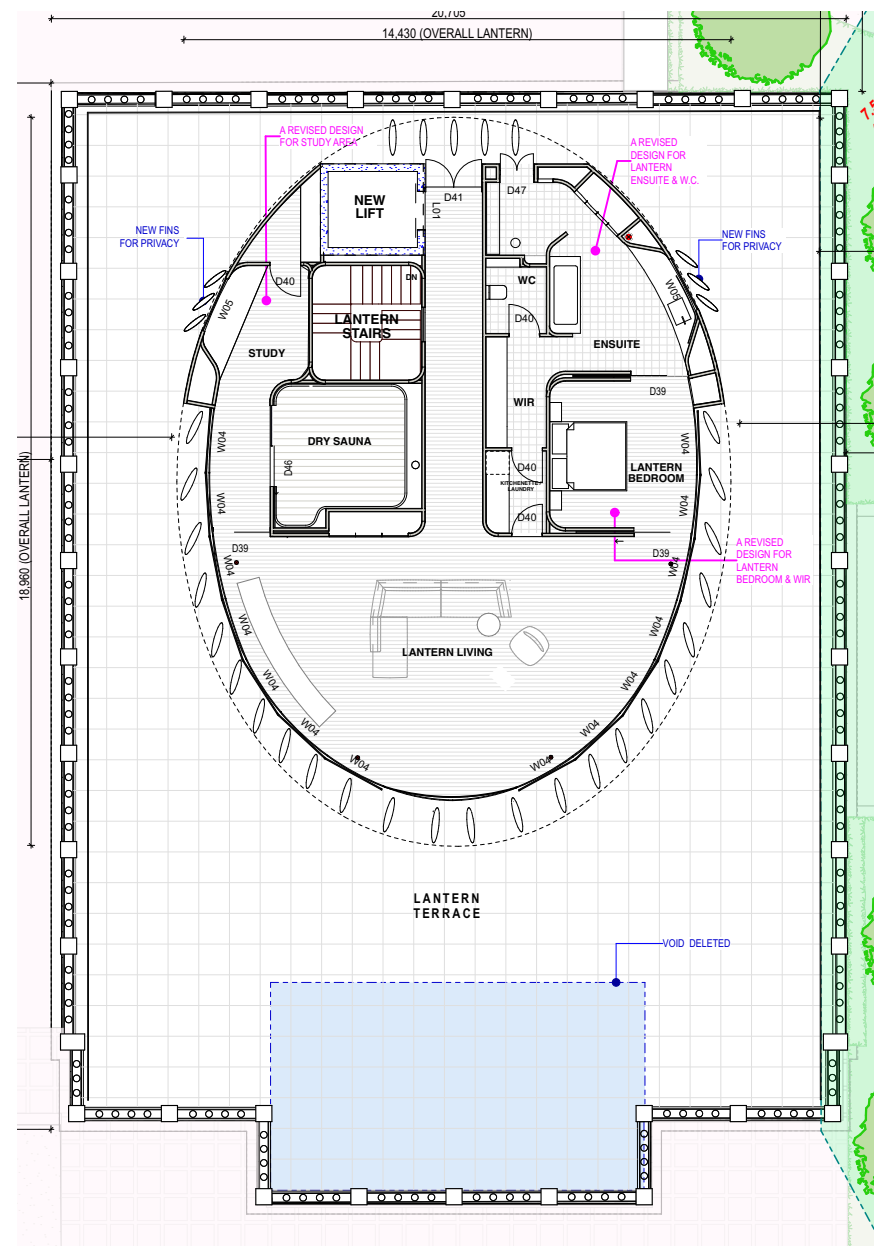 20,705
14,430 (OVERALL LANTERN)
A REVISED DESIGN
FOR STUDY AREA
A REVISED
DESIGN FOR
LANTERN
ENSUITE & W.C.
NEW
LIFT
L01
D41
D47
NEW FINS
FOR PRIVACY
NEW FINS
FOR PRIVACY
D40
DN
WC
W05
W05
LANTERN
STAIRS
D40
STUDY
ENSUITE
D39
WIR
DRY SAUNA
W04
W04
D46
D40
LANTERN
BEDROOM
KITCHENETTE /
LAUNDRY
W04
W04
D40
18,960 (OVERALL LANTERN)
D39
D39
A REVISED
DESIGN FOR
LANTERN
BEDROOM & WIR
W04
W04
W04
W04
LANTERN LIVING
W04
W04
W04
W04
W04
W04
LANTERN
TERRACE
VOID DELETED